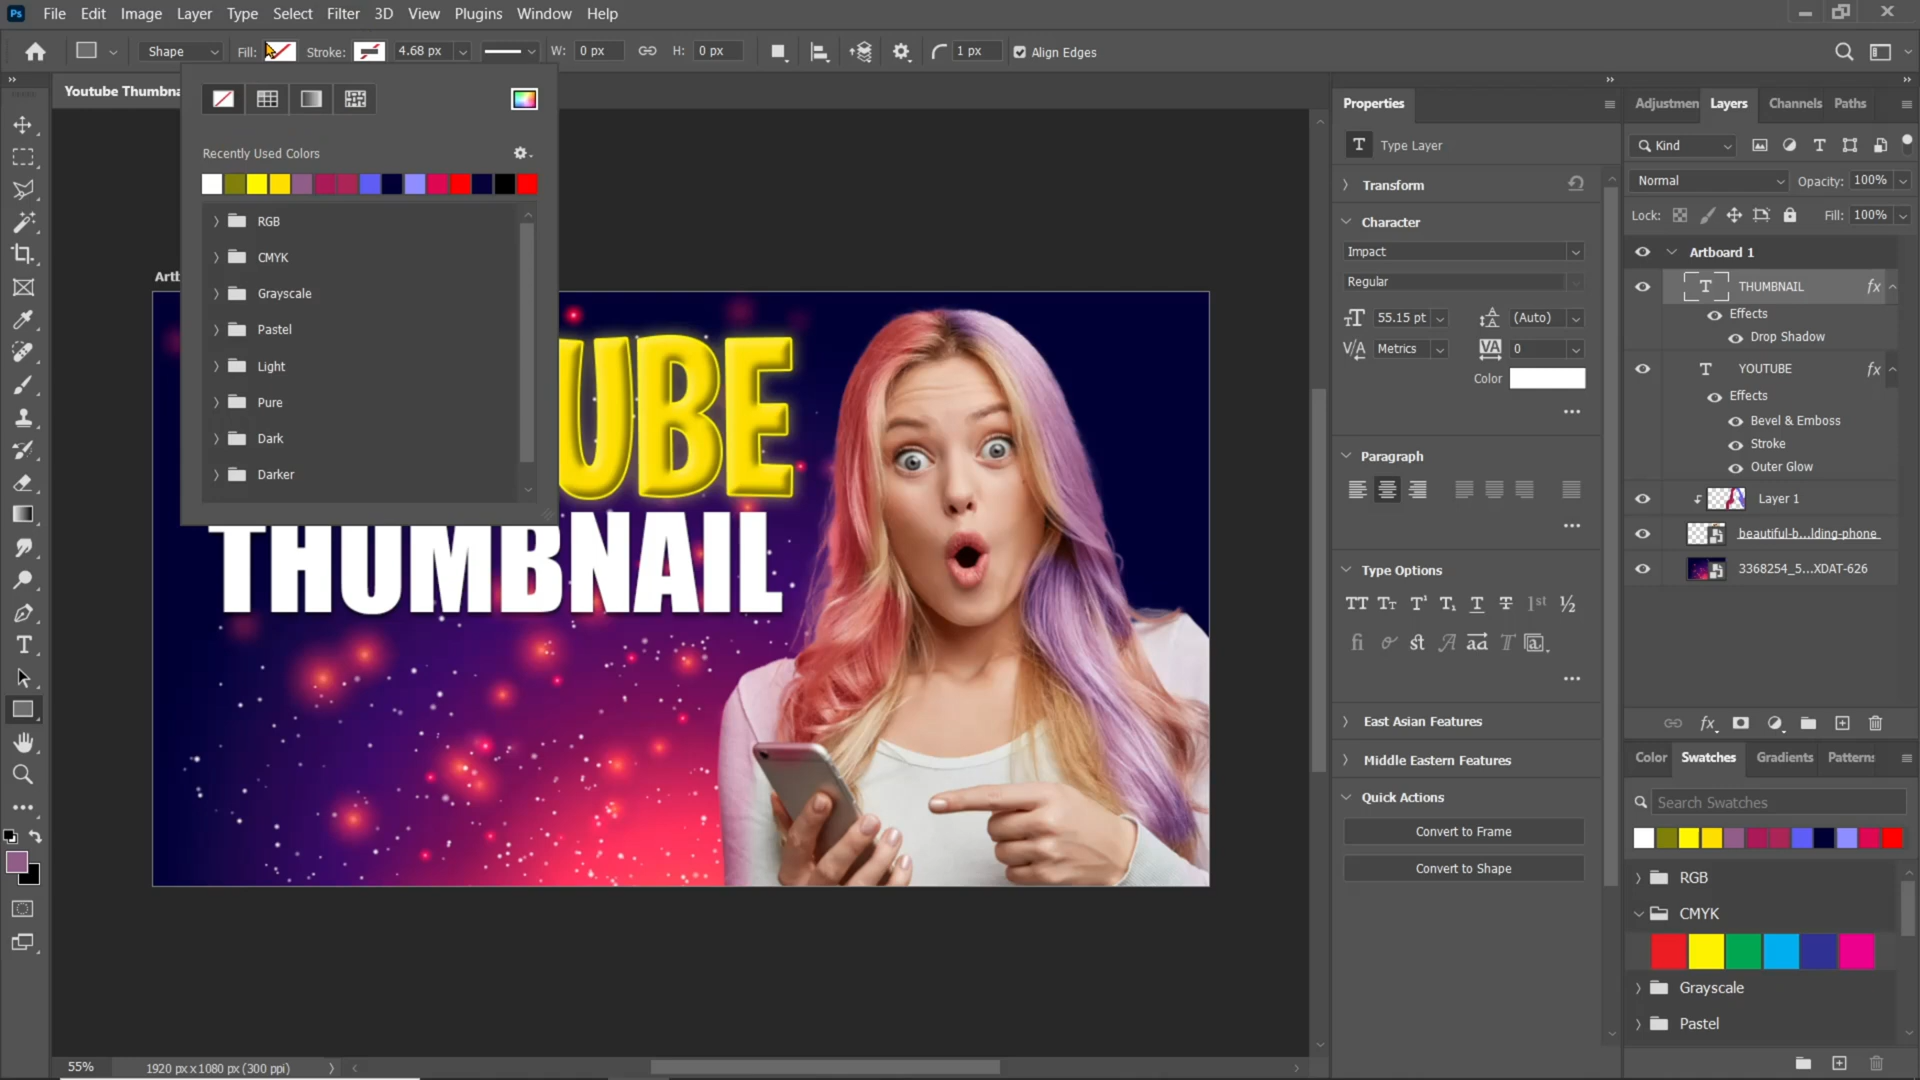 Ps File Edit Image Layer Type Select Filter 3D View Plugins Window Help
Shape Fill: Stroke: 4.68 px W: 0 px H: 0 px 1 px Align Edges
Youtube Thumbna
Recently Used Colors
RGB
CMYK
Grayscale
Pastel
Light
Pure
Dark
Darker
Artb
UBE
THUMBNAIL
55% 1920 px x 1080 px (300 ppi)
Properties
T Type Layer
Transform
Character
Impact
Regular
55.15 pt (Auto)
Metrics 0
Color
Paragraph
Type Options
East Asian Features
Middle Eastern Features
Quick Actions
Convert to Frame
Convert to Shape
Adjustmen Layers Channels Paths
Kind
Normal Opacity: 100%
Lock: Fill: 100%
Artboard 1
T THUMBNAIL fx
Effects
Drop Shadow
T YOUTUBE fx
Effects
Bevel & Emboss
Stroke
Outer Glow
Layer 1
beautiful-b...lding-phone
3368254_5...XDAT-626
fx
Color Swatches Gradients Patterns
Search Swatches
RGB
CMYK
Grayscale
Pastel